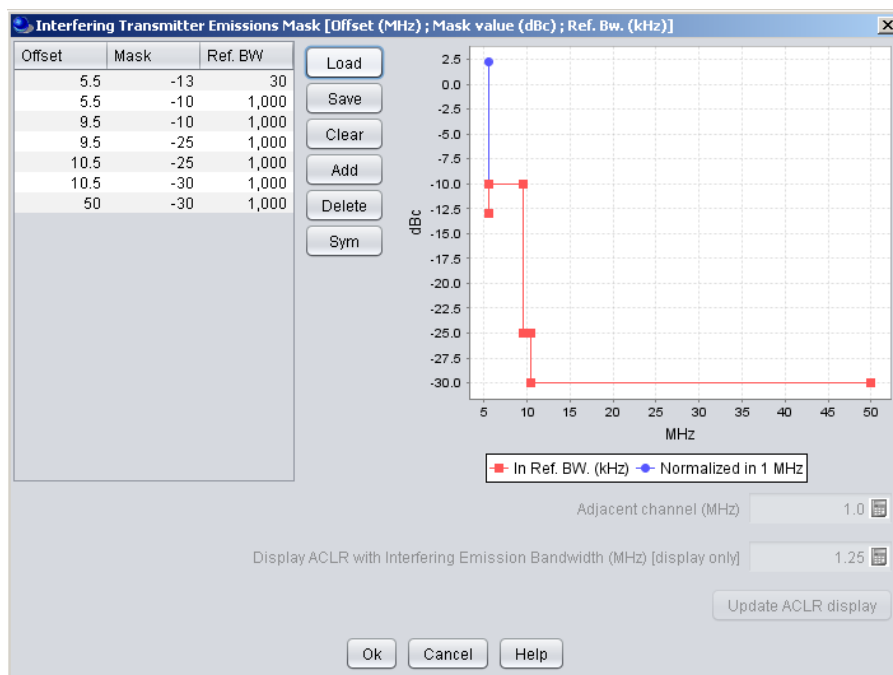 Interfering Transmitter Emissions Mask [Offset (MHz) ; Mask value (dBc) ; Ref. Bw. (kHz)]
Offset Mask Ref. BW
5.5 -13 30
5.5 -10 1,000
9.5 -10 1,000
9.5 -25 1,000
10.5 -25 1,000
10.5 -30 1,000
50 -30 1,000
Load
Save
Clear
Add
Delete
Sym
2.5
0.0
-2.5
-5.0
-7.5
-10.0
-12.5
-15.0
-17.5
-20.0
-22.5
-25.0
-27.5
-30.0
dBc
5 10 15 20 25 30 35 40 45 50
MHz
In Ref. BW. (kHz) Normalized in 1 MHz
Adjacent channel (MHz) 1.0
Display ACLR with Interfering Emission Bandwidth (MHz) [display only] 1.25
Update ACLR display
Ok Cancel Help